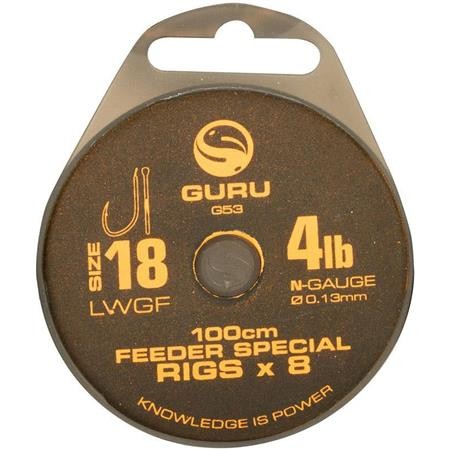 GURU
G53
SIZE 18
LWGF
4lb
N-GAUGE
Ø 0.13mm
100cm
FEEDER SPECIAL
RIGS x 8
KNOWLEDGE IS POWER